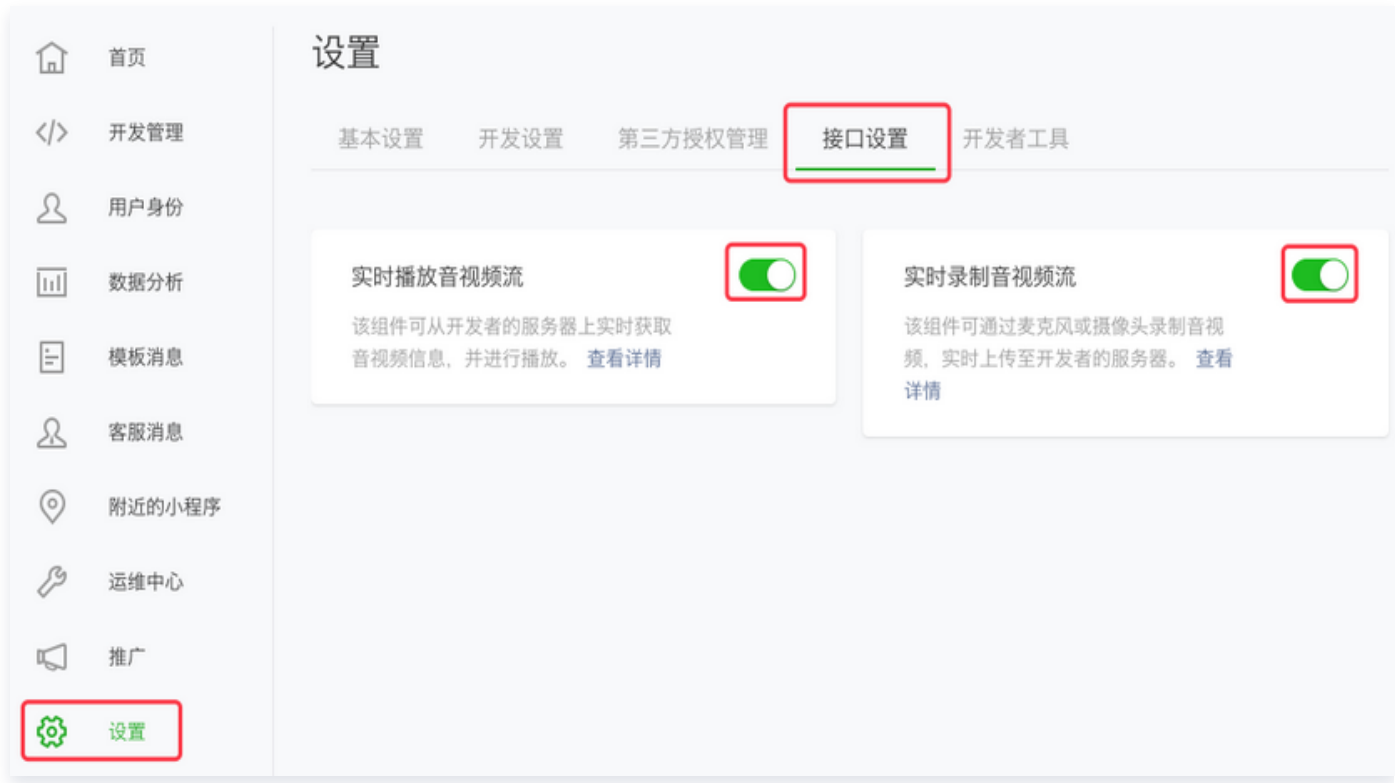 首页
开发管理
用户身份
数据分析
模板消息
客服消息
附近的小程序
运维中心
推广
设置
设置
基本设置
开发设置
第三方授权管理
接口设置
开发者工具
实时播放音视频流
该组件可从开发者的服务器上实时获取
音视频信息，并进行播放。 查看详情
实时录制音视频流
该组件可通过麦克风或摄像头录制音视
频，实时上传至开发者的服务器。 查看
详情